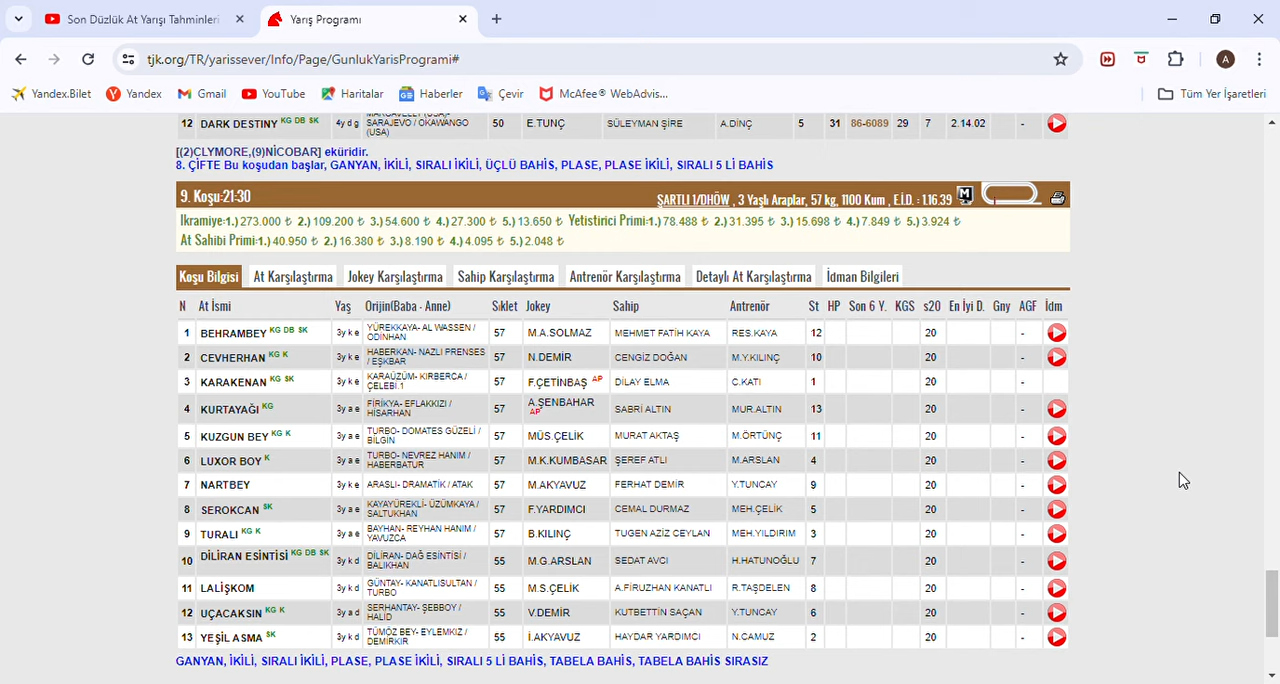 Son Düzlük At Yarışı Tahminleri
Yarış Programı
tjk.org/TR/yarissever/Info/Page/GunlukYarisProgrami#
A
Yandex.Bilet Yandex Gmail YouTube Haritalar Haberler Çevir McAfee® WebAdvis... Tüm Yer İşaretleri
12 DARK DESTINY KG DB SK 4y d g SARAJEVO / OKAWANGO (USA) 50 E.TUNÇ SÜLEYMAN ŞİRE A.DİNÇ 5 31 86-6089 29 7 2.14.02 -
[(2)CLYMORE,(9)NİCOBAR] eküridir.
8. ÇİFTE Bu koşudan başlar, GANYAN, İKİLİ, SIRALI İKİLİ, ÜÇLÜ BAHİS, PLASE, PLASE İKİLİ, SIRALI 5 Lİ BAHİS
9. Koşu:21:30 ŞARTLI 1/DHÖW , 3 Yaşlı Araplar, 57 kg, 1100 Kum , E.İ.D. : 1.16.39
Ikramiye:1.) 273.000 ₺ 2.) 109.200 ₺ 3.) 54.600 ₺ 4.) 27.300 ₺ 5.) 13.650 ₺ Yetistirici Primi:1.) 78.488 ₺ 2.) 31.395 ₺ 3.) 15.698 ₺ 4.) 7.849 ₺ 5.) 3.924 ₺
At Sahibi Primi:1.) 40.950 ₺ 2.) 16.380 ₺ 3.) 8.190 ₺ 4.) 4.095 ₺ 5.) 2.048 ₺
Koşu Bilgisi At Karşılaştırma Jokey Karşılaştırma Sahip Karşılaştırma Antrenör Karşılaştırma Detaylı At Karşılaştırma İdman Bilgileri
N At İsmi Yaş Orijin(Baba - Anne) Sıklet Jokey Sahip Antrenör St HP Son 6 Y. KGS s20 En İyi D. Gny AGF İdm
1 BEHRAMBEY KG DB SK 3y k e YÜREKKAYA- AL WASSEN / ODİNHAN 57 M.A.SOLMAZ MEHMET FATİH KAYA RES.KAYA 12 20 -
2 CEVHERHAN KG K 3y k e HABERKAN- NAZLI PRENSES / EŞKBAR 57 N.DEMİR CENGİZ DOĞAN M.Y.KILINÇ 10 20 -
3 KARAKENAN KG SK 3y k e KARAÜZÜM- KIRBERCA / ÇELEBİ.1 57 F.ÇETİNBAŞ AP DİLAY ELMA C.KATI 1 20 -
4 KURTAYAĞI KG 3y a e FİRİKYA- EFLAKKIZI / HİSARHAN 57 A.ŞENBAHAR AP SABRİ ALTIN MUR.ALTIN 13 20 -
5 KUZGUN BEY KG K 3y a e TURBO- DOMATES GÜZELİ / BİLGİN 57 MÜS.ÇELİK MURAT AKTAŞ M.ÖRTÜNÇ 11 20 -
6 LUXOR BOY K 3y a e TURBO- NEVREZ HANIM / HABERBATUR 57 M.K.KUMBASAR ŞEREF ATLI M.ARSLAN 4 20 -
7 NARTBEY 3y k e ARASLI- DRAMATİK / ATAK 57 M.AKYAVUZ FERHAT DEMİR Y.TUNCAY 9 20 -
8 SEROKCAN SK 3y a e KAYAYÜREKLİ- ÜZÜMKAYA / SALTUKHAN 57 F.YARDIMCI CEMAL DURMAZ MEH.ÇELİK 5 20 -
9 TURALI KG K 3y a e BAYHAN- REYHAN HANIM / YAVUZCA 57 B.KILINÇ TUGEN AZİZ CEYLAN MEH.YILDIRIM 3 20 -
10 DİLİRAN ESİNTİSİ KG DB SK 3y k d DİLİRAN- DAĞ ESİNTİSİ / BALIKHAN 55 M.G.ARSLAN SEDAT AVCI H.HATUNOĞLU 7 20 -
11 LALİŞKOM 3y k d GÜNTAY- KANATLISULTAN / TURBO 55 M.S.ÇELİK A.FİRUZHAN KANATLI R.TAŞDELEN 8 20 -
12 UÇACAKSIN KG K 3y a d SERHANTAY- ŞEBBOY / HALİD 55 V.DEMİR KUTBETTİN SAÇAN Y.TUNCAY 6 20 -
13 YEŞİL ASMA SK 3y k d TÜMÖZ BEY- EYLEMKIZ / DEMİRKIR 55 İ.AKYAVUZ HAYDAR YARDIMCI N.CAMUZ 2 20 -
GANYAN, İKİLİ, SIRALI İKİLİ, PLASE, PLASE İKİLİ, SIRALI 5 Lİ BAHİS, TABELA BAHİS, TABELA BAHİS SIRASIZ